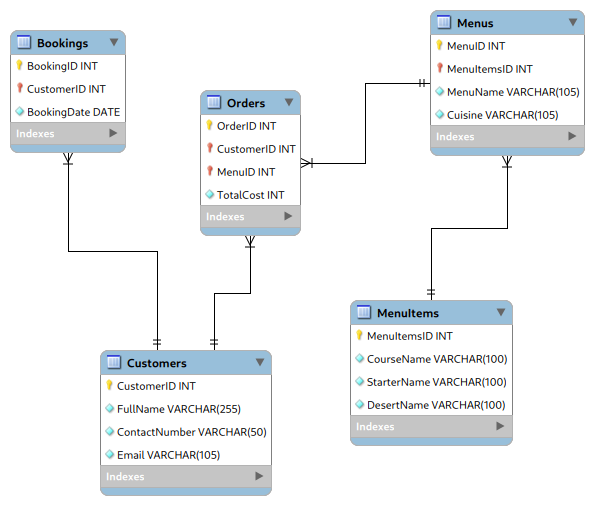 Bookings
BookingID INT
CustomerID INT
BookingDate DATE
Indexes
Orders
OrderID INT
CustomerID INT
MenuID INT
TotalCost INT
Indexes
Menus
MenuID INT
MenuItemsID INT
MenuName VARCHAR(105)
Cuisine VARCHAR(105)
Indexes
Customers
CustomerID INT
FullName VARCHAR(255)
ContactNumber VARCHAR(50)
Email VARCHAR(105)
Indexes
MenuItems
MenuItemsID INT
CourseName VARCHAR(100)
StarterName VARCHAR(100)
DesertName VARCHAR(100)
Indexes